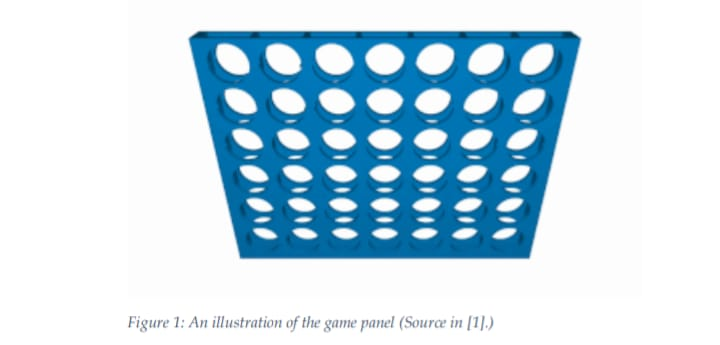 Figure 1: An illustration of the game panel (Source in [1].)